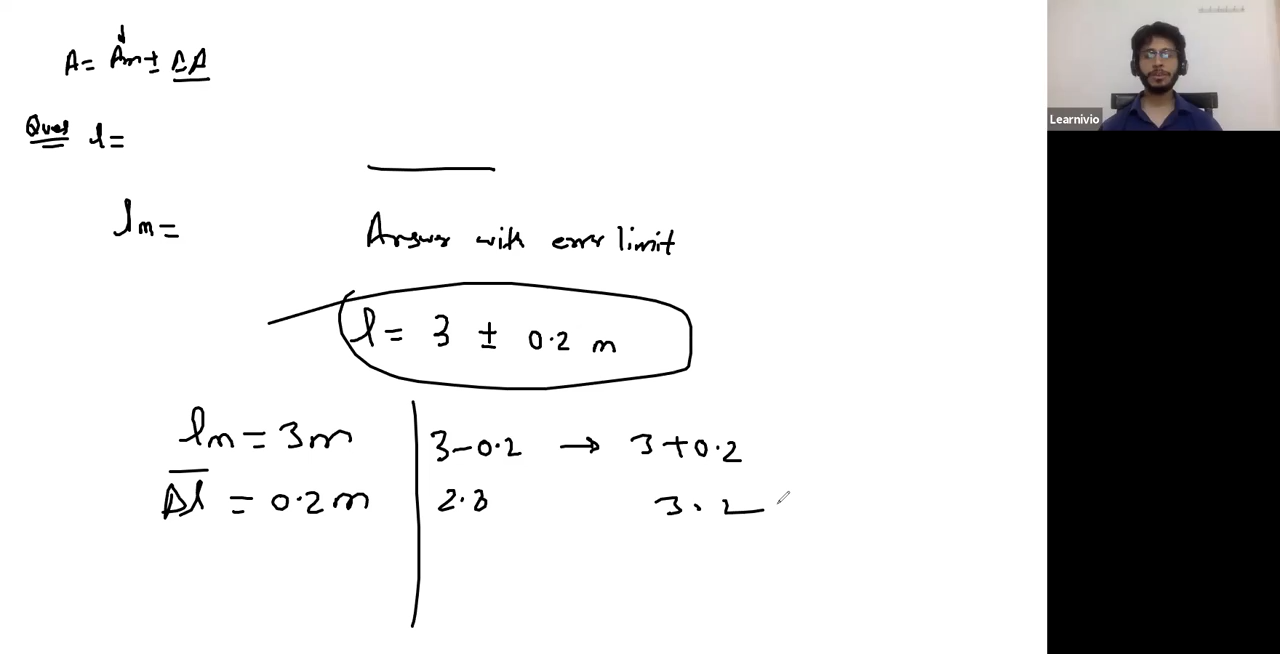 A = Am ± ΔA
Ques l =
lm =
Answer with error limit
l = 3 ± 0.2 m
lm = 3m
Δl = 0.2m
3-0.2 → 3+0.2
2.8 3.2
Learnivio